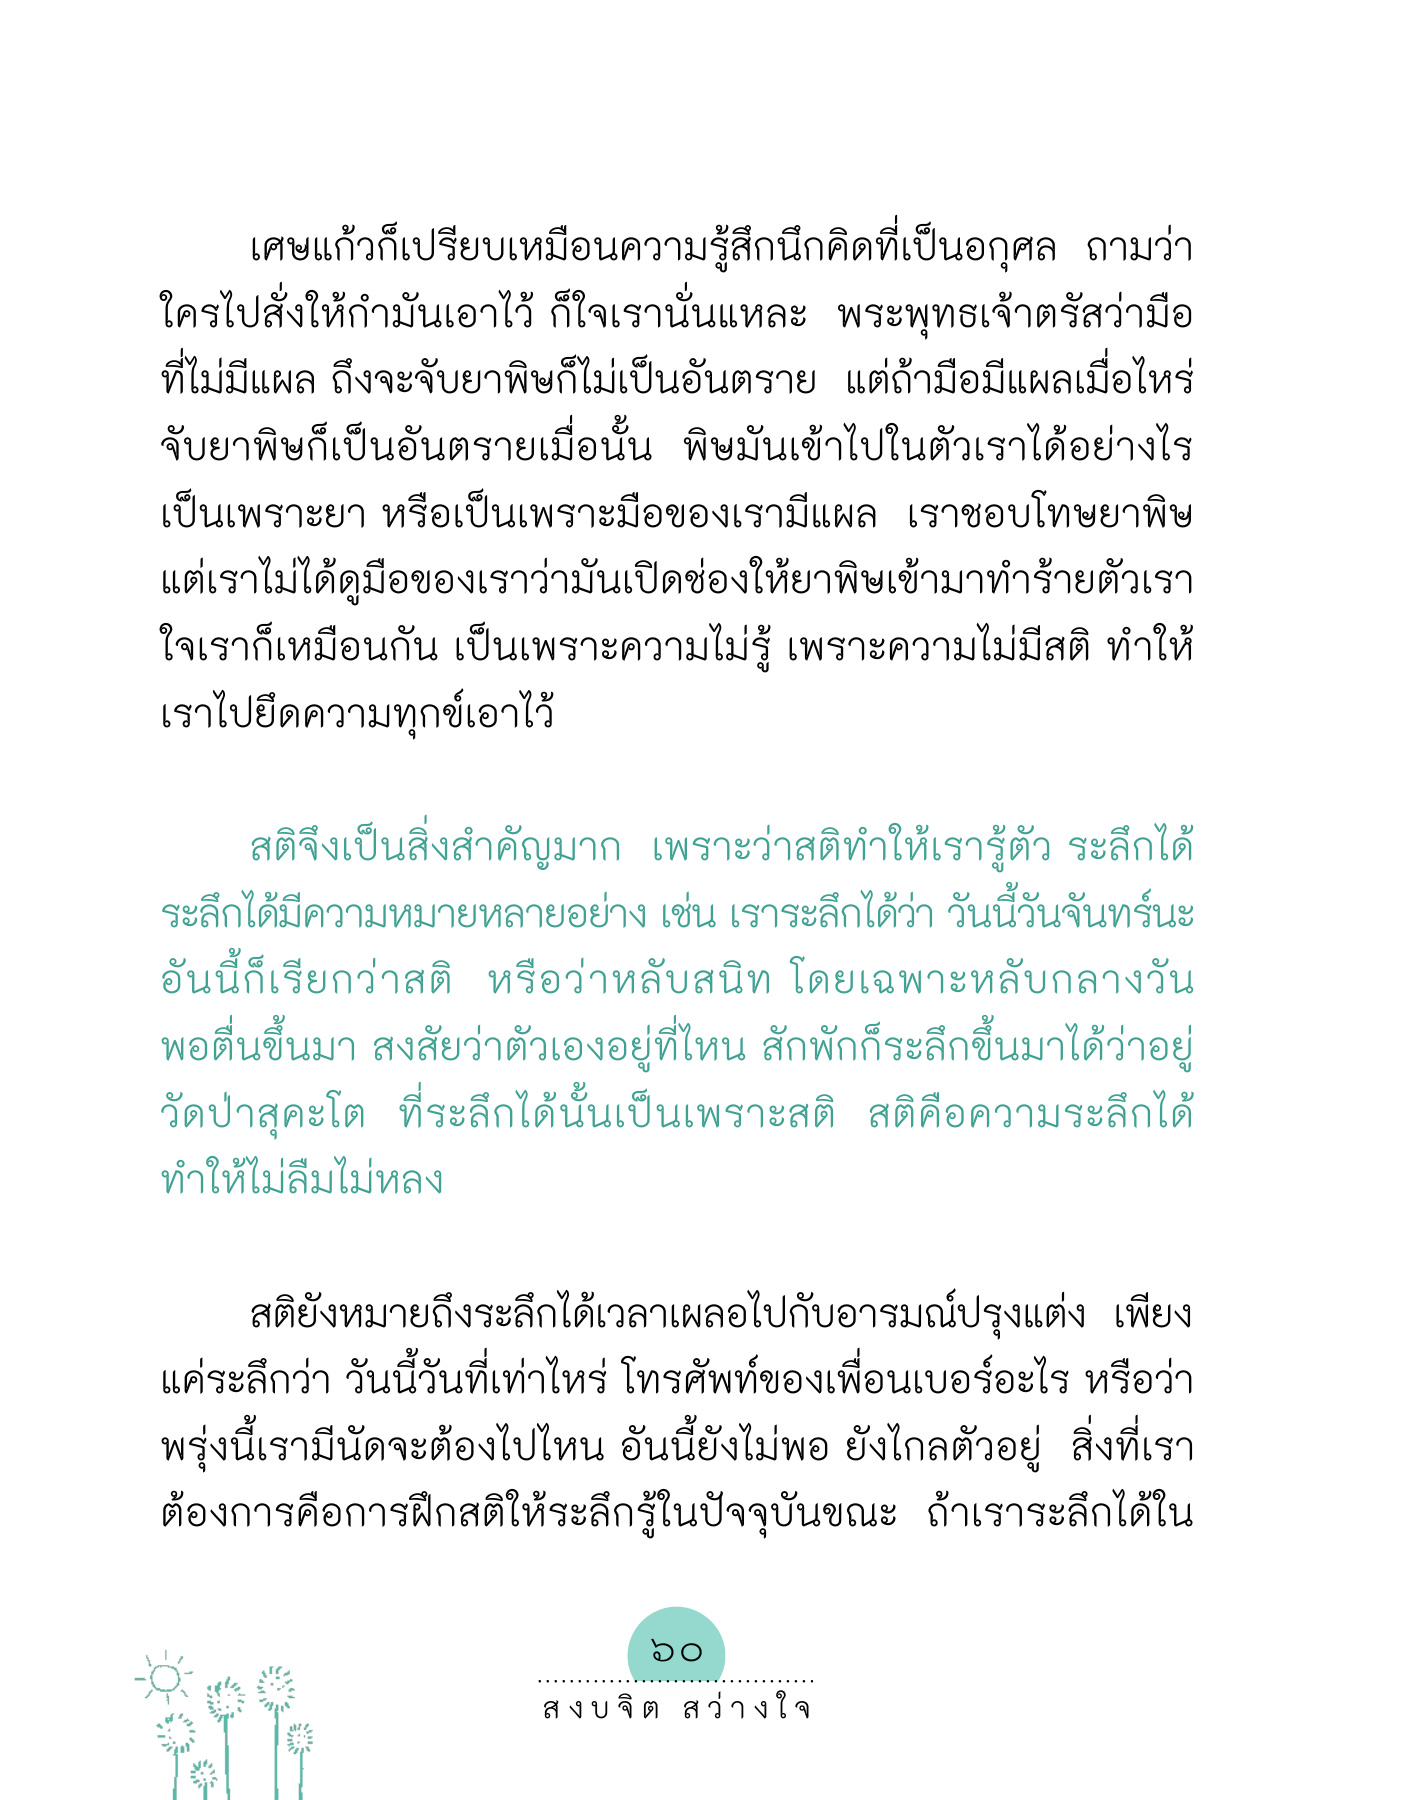 เศษแก้วก็เปรียบเหมือนความรู้สึกนึกคิดที่เป็นอกุศล ถามว่า
ใครไปสั่งให้กำมันเอาไว้ ก็ใจเรานั่นแหละ พระพุทธเจ้าตรัสว่ามือ
ที่ไม่มีแผล ถึงจะจับยาพิษก็ไม่เป็นอันตราย แต่ถ้ามือมีแผลเมื่อไหร่
จับยาพิษก็เป็นอันตรายเมื่อนั้น พิษมันเข้าไปในตัวเราได้อย่างไร
เป็นเพราะยา หรือเป็นเพราะมือของเรามีแผล เราชอบโทษยาพิษ
แต่เราไม่ได้ดูมือของเราว่ามันเปิดช่องให้ยาพิษเข้ามาทำร้ายตัวเรา
ใจเราก็เหมือนกัน เป็นเพราะความไม่รู้ เพราะความไม่มีสติ ทำให้
เราไปยึดความทุกข์เอาไว้
สติจึงเป็นสิ่งสำคัญมาก เพราะว่าสติทำให้เรารู้ตัว ระลึกได้
ระลึกได้มีความหมายหลายอย่าง เช่น เราระลึกได้ว่า วันนี้วันจันทร์นะ
อันนี้ก็เรียกว่าสติ หรือว่าหลับสนิท โดยเฉพาะหลับกลางวัน
พอตื่นขึ้นมา สงสัยว่าตัวเองอยู่ที่ไหน สักพักก็ระลึกขึ้นมาได้ว่าอยู่
วัดป่าสุคะโต ที่ระลึกได้นั้นเป็นเพราะสติ สติคือความระลึกได้
ทำให้ไม่ลืมไม่หลง
สติยังหมายถึงระลึกได้เวลาเผลอไปกับอารมณ์ปรุงแต่ง เพียง
แค่ระลึกว่า วันนี้วันที่เท่าไหร่ โทรศัพท์ของเพื่อนเบอร์อะไร หรือว่า
พรุ่งนี้เรามีนัดจะต้องไปไหน อันนี้ยังไม่พอ ยังไกลตัวอยู่ สิ่งที่เรา
ต้องการคือการฝึกสติให้ระลึกรู้ในปัจจุบันขณะ ถ้าเราระลึกได้ใน
๖๐
สงบจิต สว่างใจ